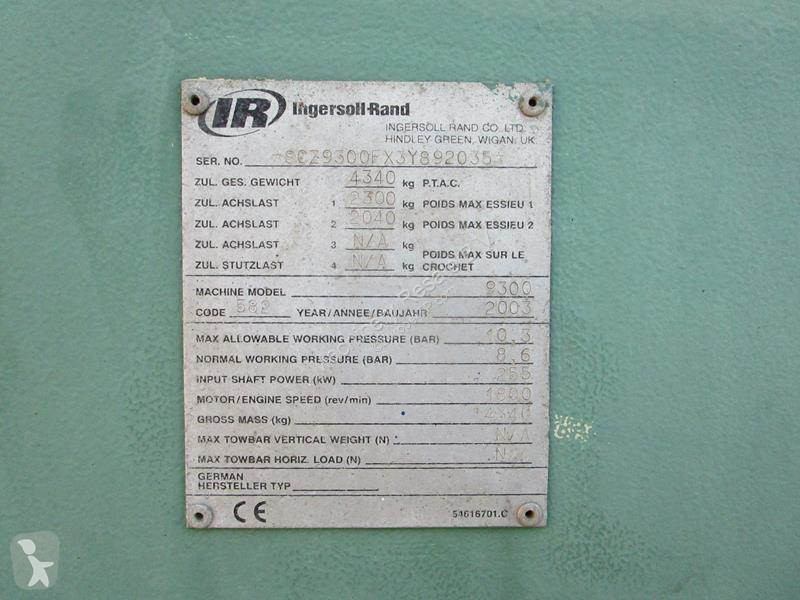 IR Ingersoll-Rand
INGERSOLL RAND CO. LTD.
HINDLEY GREEN, WIGAN, UK
SER. NO.
ZUL. GES. GEWICHT 4340 kg P.T.A.C.
ZUL. ACHSLAST 1 2300 kg POIDS MAX ESSIEU 1
ZUL. ACHSLAST 2 2040 kg POIDS MAX ESSIEU 2
ZUL. ACHSLAST 3 N/A kg
ZUL. STUTZLAST 4 N/A kg POIDS MAX SUR LE CROCHET
MACHINE MODEL 9300
CODE YEAR/ANNEE/BAUJAHR 2003
MAX ALLOWABLE WORKING PRESSURE (BAR) 10,3
NORMAL WORKING PRESSURE (BAR) 8,6
INPUT SHAFT POWER (kW)
MOTOR/ENGINE SPEED (rev/min) 1800
GROSS MASS (kg) 4340
MAX TOWBAR VERTICAL WEIGHT (N) N/A
MAX TOWBAR HORIZ. LOAD (N)
GERMAN
HERSTELLER TYP
CE 54616701.C